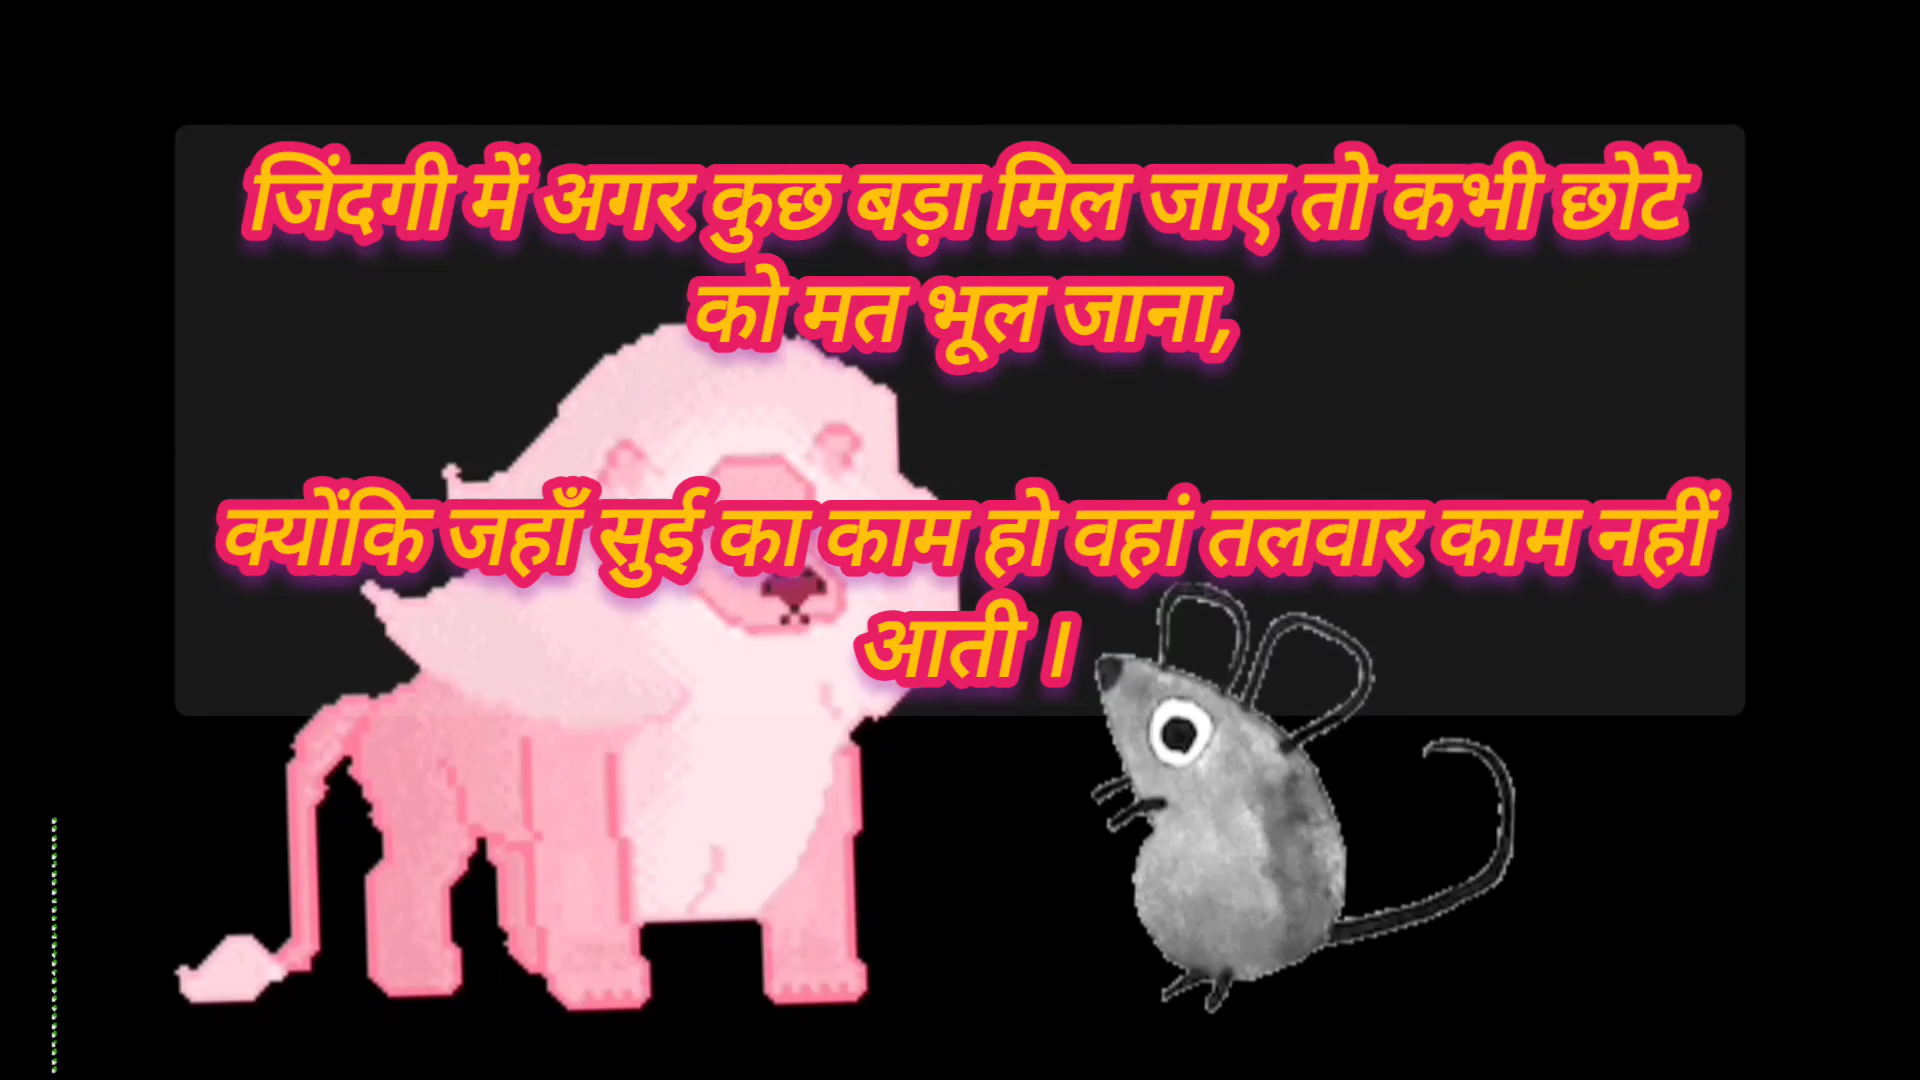 जिंदगी में अगर कुछ बड़ा मिल जाए तो कभी छोटे
को मत भूल जाना,
क्योंकि जहाँ सुई का काम हो वहां तलवार काम नहीं
आती ।